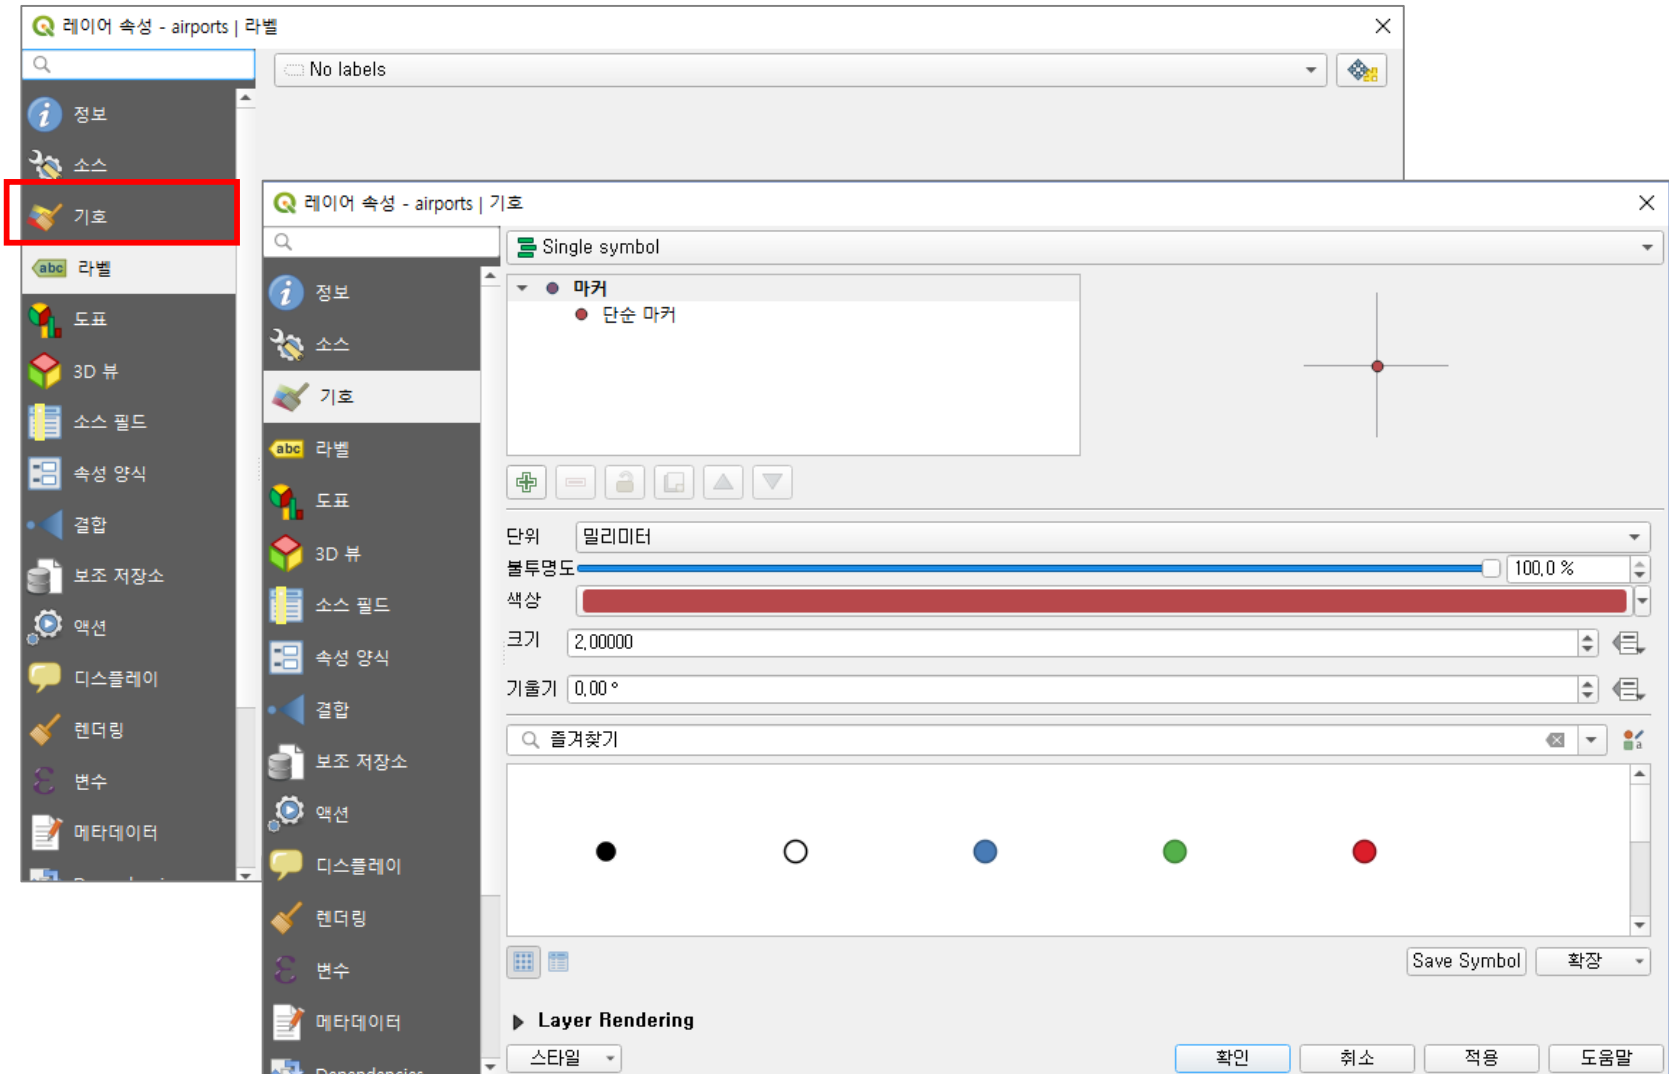 레이어 속성 - airports | 라벨
No labels
정보
소스
기호
abc 라벨
도표
3D 뷰
소스 필드
속성 양식
결합
보조 저장소
액션
디스플레이
렌더링
변수
메타데이터
레이어 속성 - airports | 기호
Single symbol
정보
소스
기호
abc 라벨
도표
3D 뷰
소스 필드
속성 양식
결합
보조 저장소
액션
디스플레이
렌더링
변수
메타데이터
Dependencies
마커
단순 마커
단위 밀리미터
불투명도 100,0 %
색상
크기 2,00000
기울기 0,00 °
즐겨찾기
Save Symbol 확장
Layer Rendering
스타일 확인 취소 적용 도움말